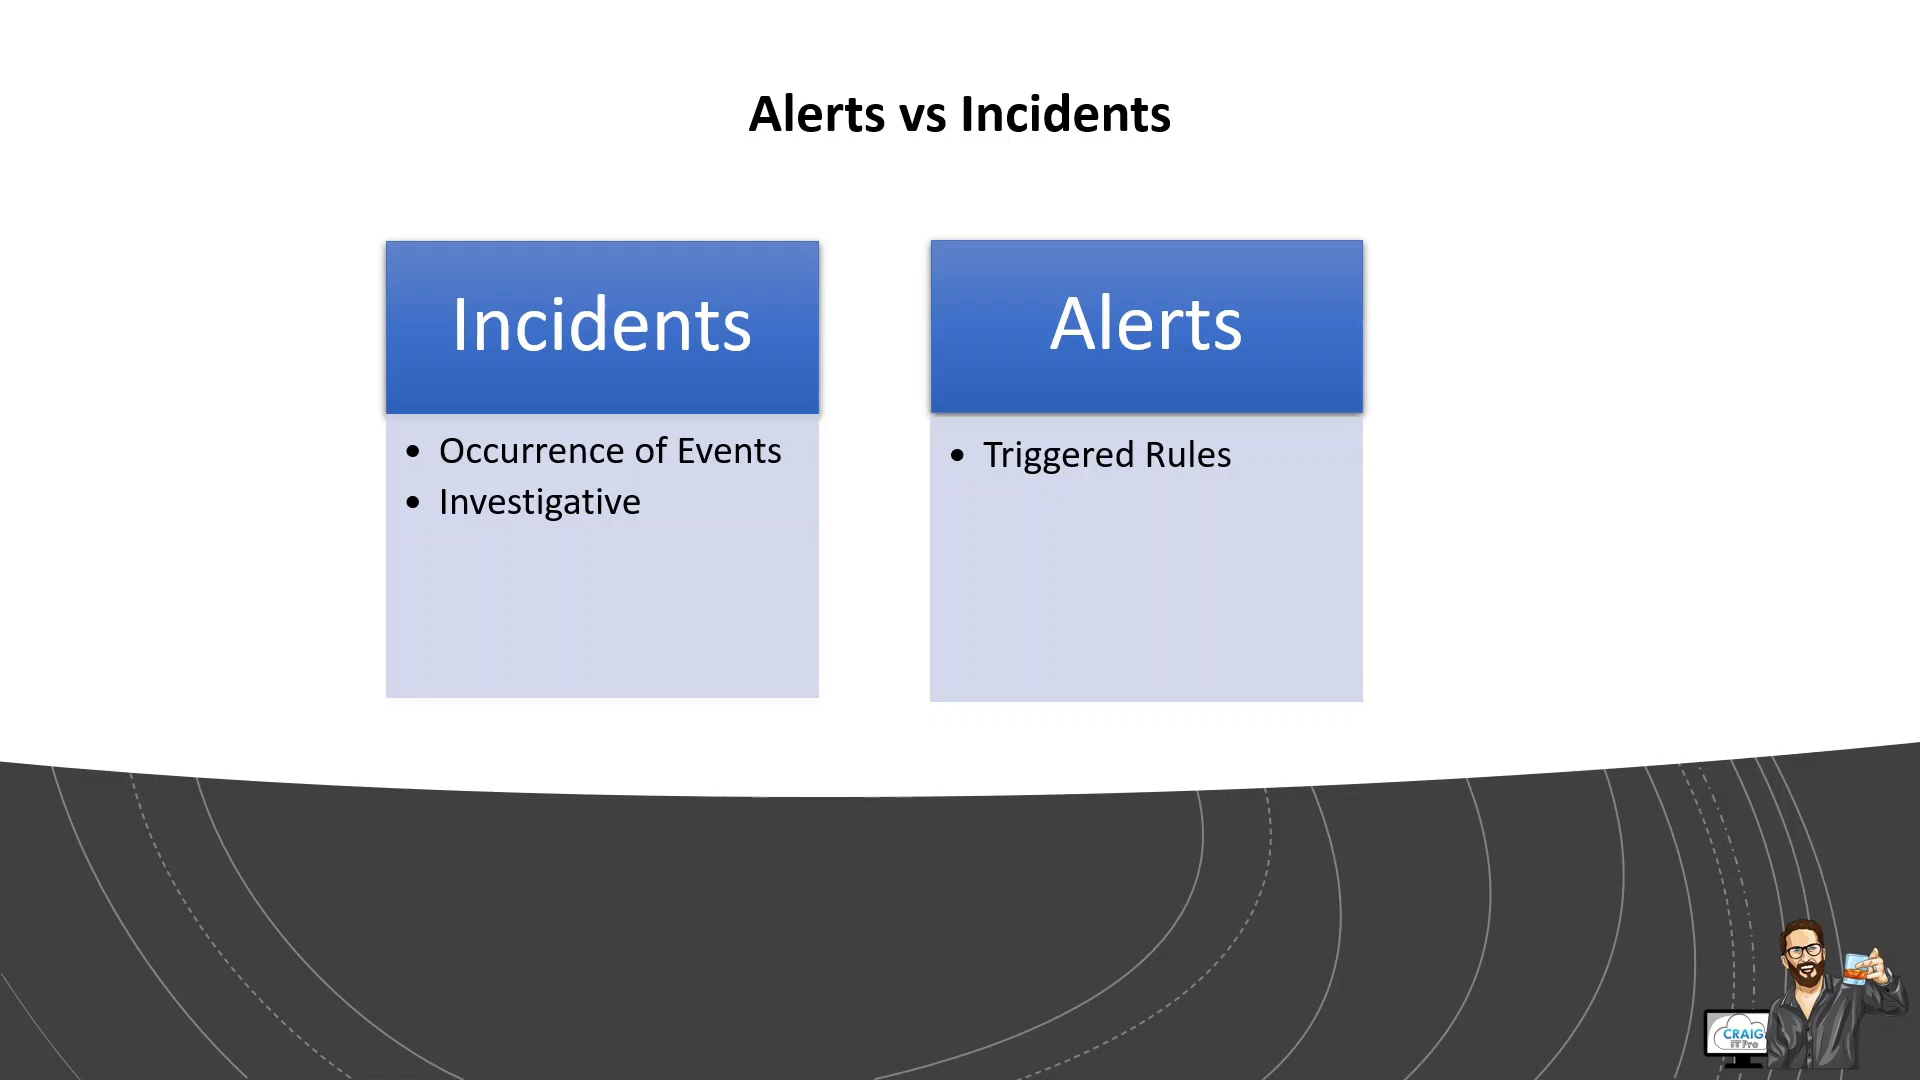 Alerts vs Incidents
Incidents
• Occurrence of Events
• Investigative
Alerts
• Triggered Rules
CRAIG
IT Pro